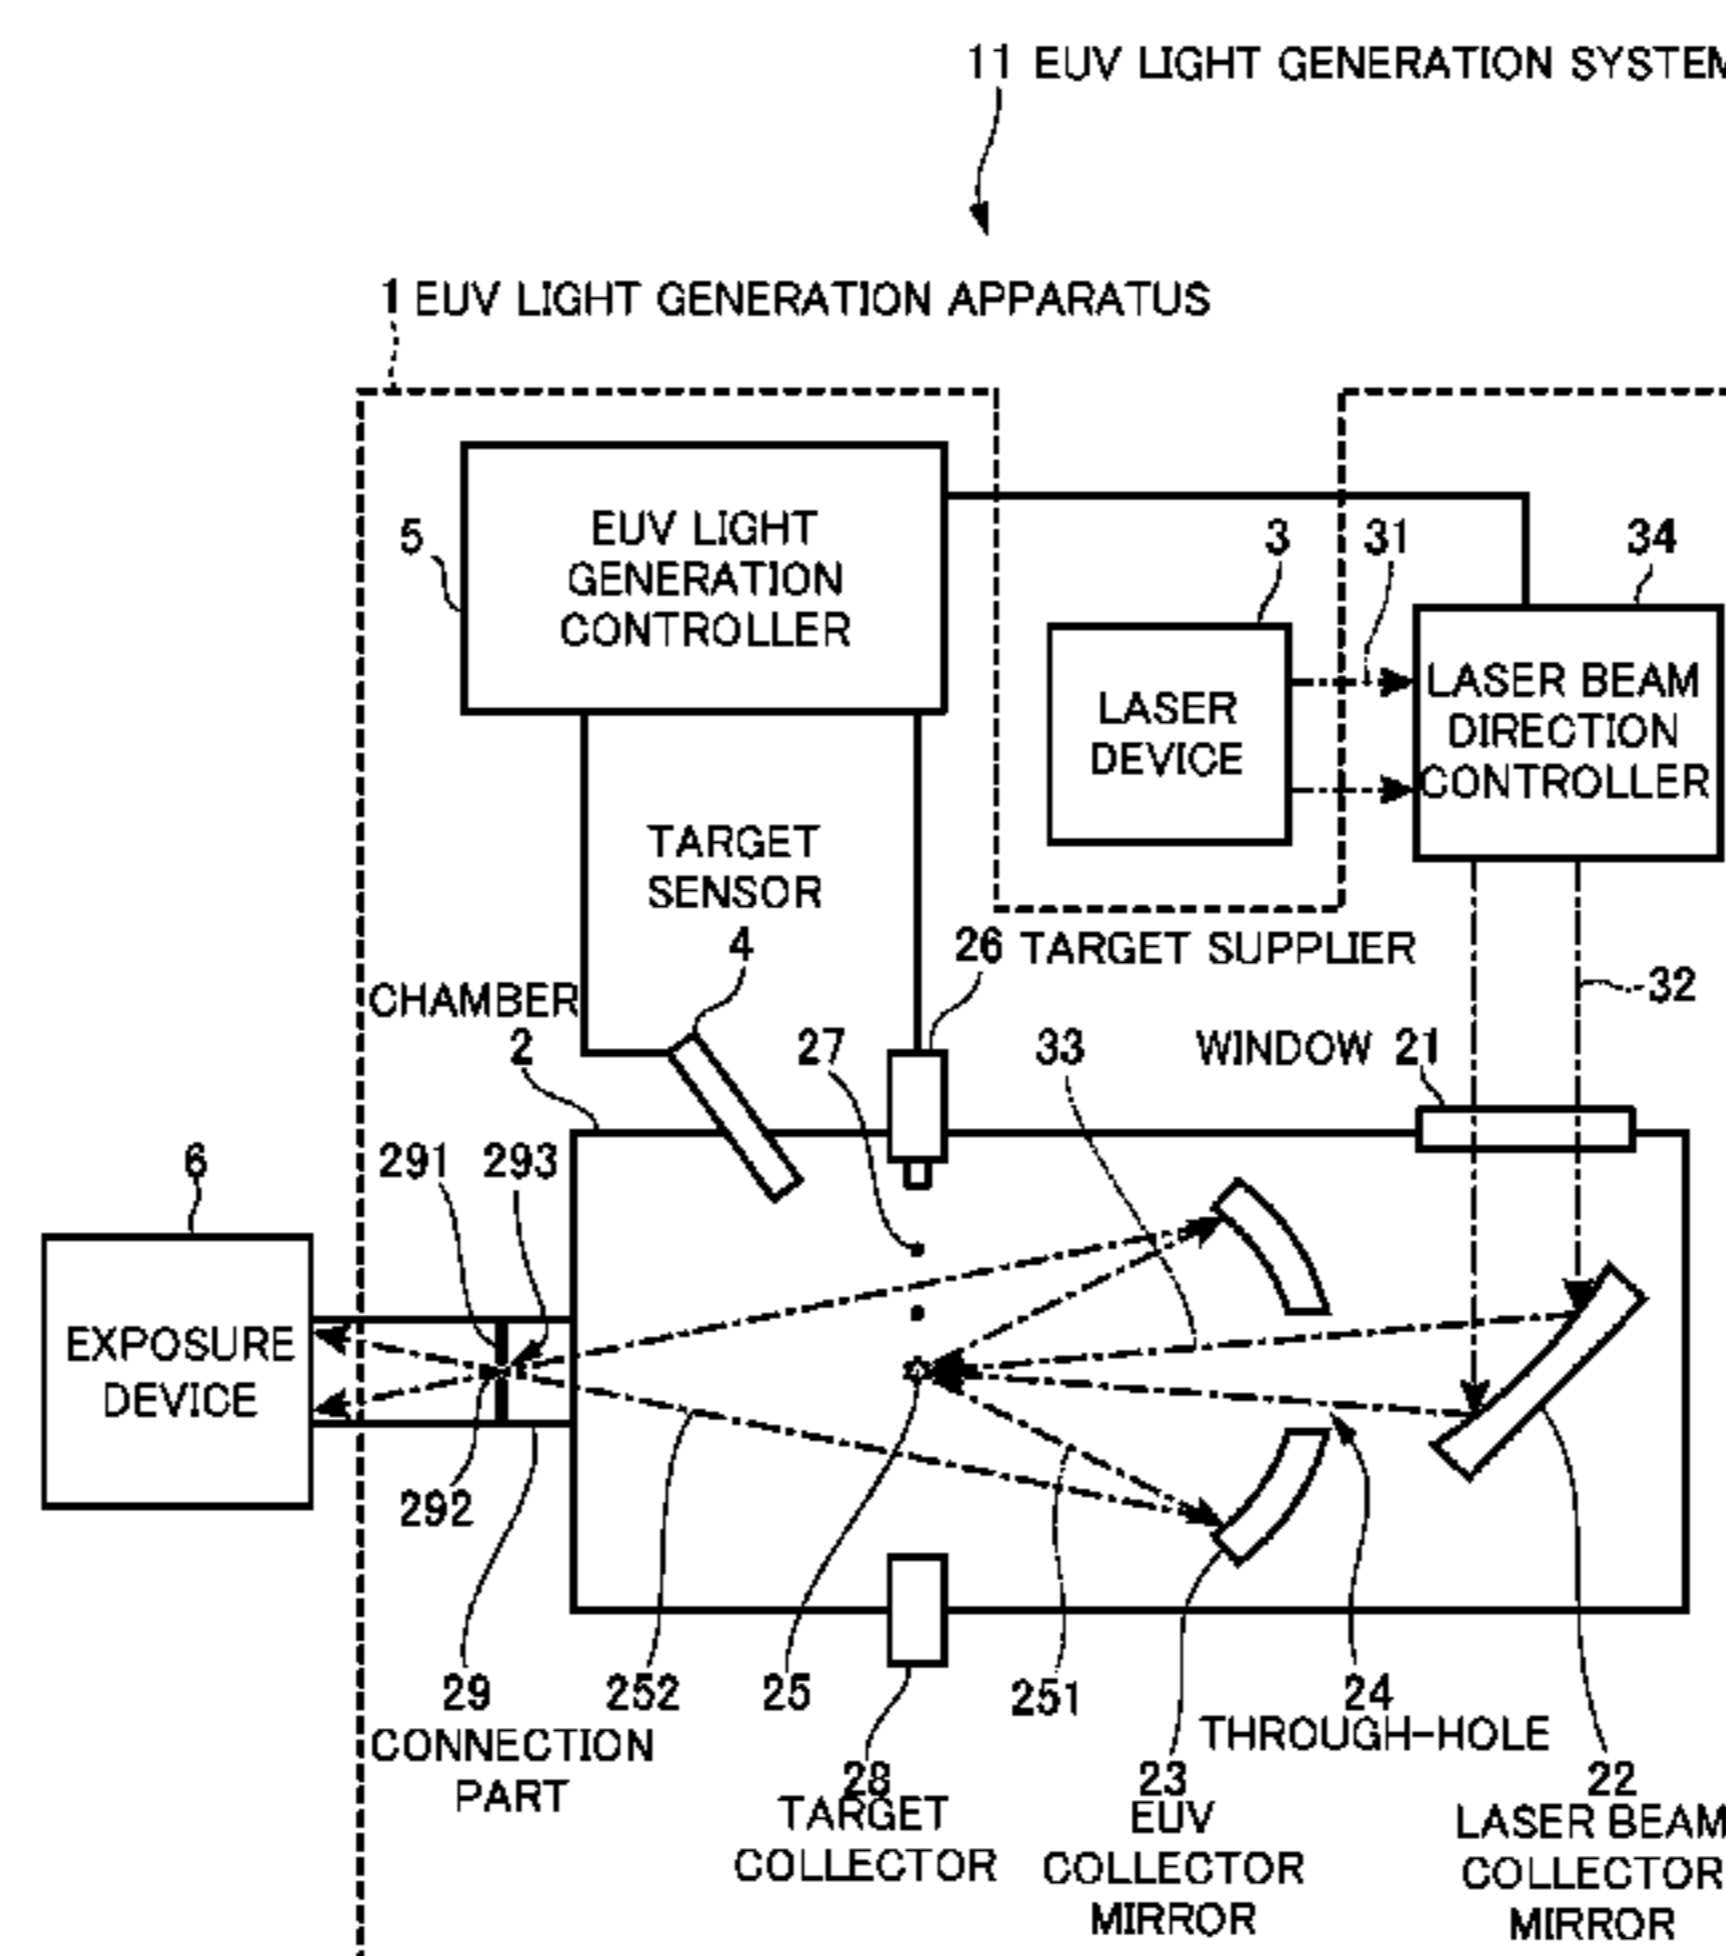 11 EUV LIGHT GENERATION SYSTEM
1 EUV LIGHT GENERATION APPARATUS
5
EUV LIGHT
GENERATION
CONTROLLER
3
31
34
LASER
DEVICE
LASER BEAM
DIRECTION
CONTROLLER
TARGET
SENSOR
4
26 TARGET SUPPLIER
32
CHAMBER
2
27
33
WINDOW 21
6
291
293
EXPOSURE
DEVICE
292
29
CONNECTION
PART
252
25
251
24
THROUGH-HOLE
28
TARGET
COLLECTOR
23
EUV
COLLECTOR
MIRROR
22
LASER BEAM
COLLECTOR
MIRROR